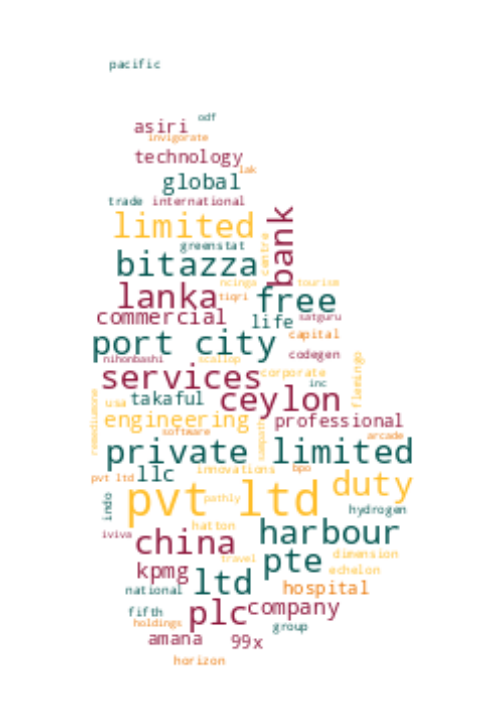 pacific
odf
asiri
invigorate
technology
lak
global
trade international
limited
bank
greenstat
centre
bitazza
ncinga
tourism
lanka
tiqri
free
commercial
life
satguru
port city
capital
nihonbashi
scallop
codegen
services
corporate
flamingo
inc
remediumone
usa
takaful
ceylon
engineering
professional
software
sampath
arcade
private limited
innovations
bpo
pvt ltd
llc
duty
pvt ltd
pathly
indo
hydrogen
hatton
harbour
iviva
china
dimension
travel
pte
kpmg
echelon
national
ltd
hospital
fifth
plc
company
holdings
group
amana
99x
horizon